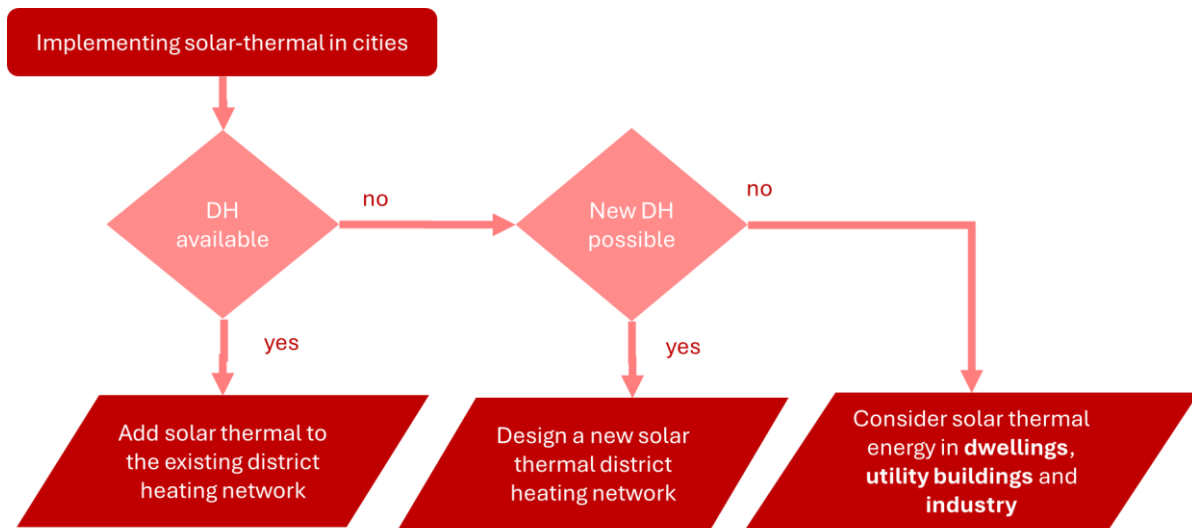 Implementing solar-thermal in cities
DH
available
no
New DH
possible
no
yes
yes
Add solar thermal to
the existing district
heating network
Design a new solar
thermal district
heating network
Consider solar thermal
energy in dwellings,
utility buildings and
industry